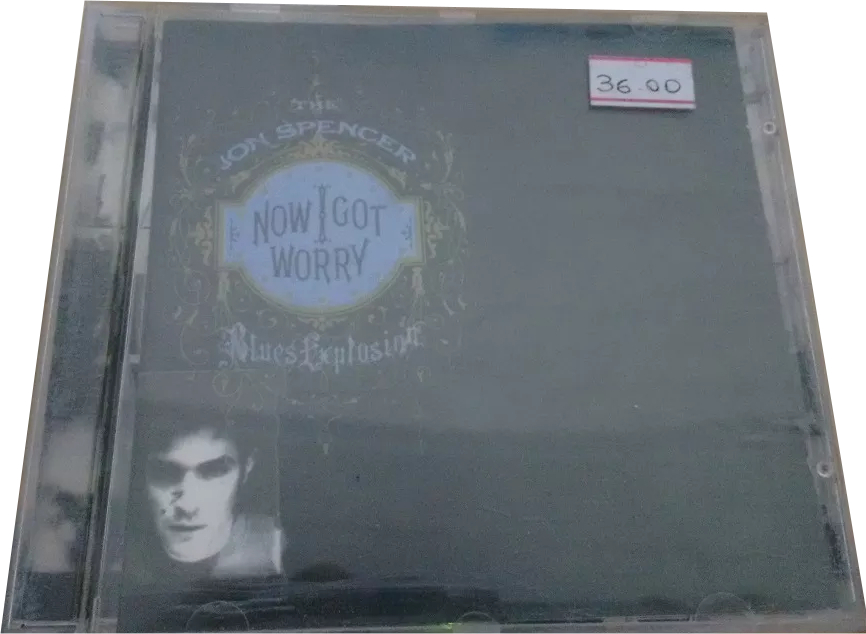 36.00
THE
JON SPENCER
NOW I GOT
WORRY
Blues Explosion